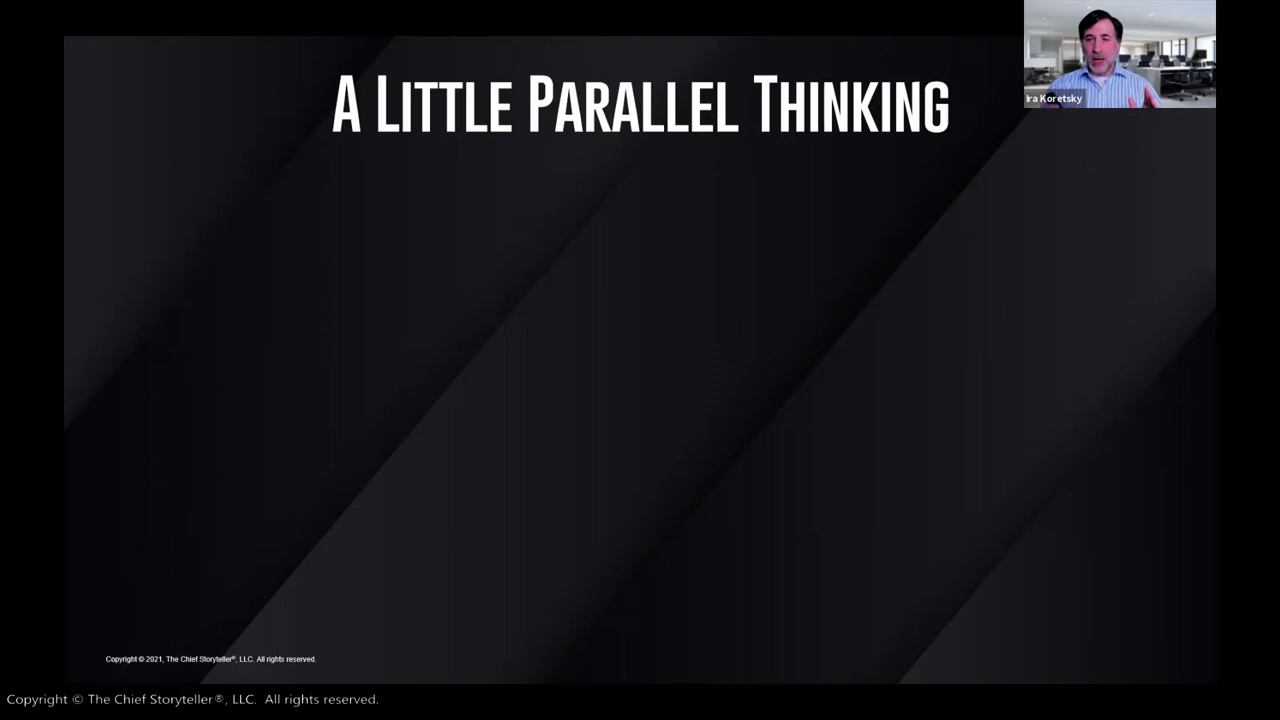 A LITTLE PARALLEL THINKING
Ira Koretsky
Copyright © 2021, The Chief Storyteller®, LLC. All rights reserved.
Copyright © The Chief Storyteller®, LLC. All rights reserved.